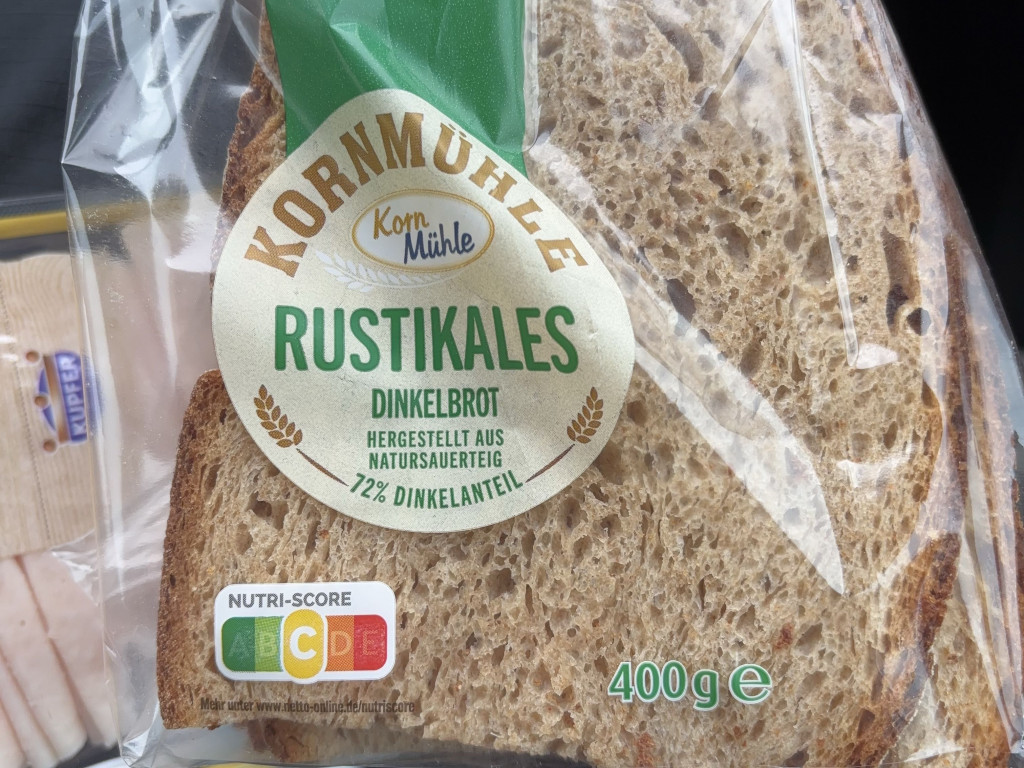 KORNMÜHLE
Korn
Mühle
RUSTIKALES
DINKELBROT
HERGESTELLT AUS
NATURSAUERTEIG
72% DINKELANTEIL
KUPFER
NUTRI-SCORE
A B C D E
Mehr unter www.netto-online.de/nutriscore
400g e